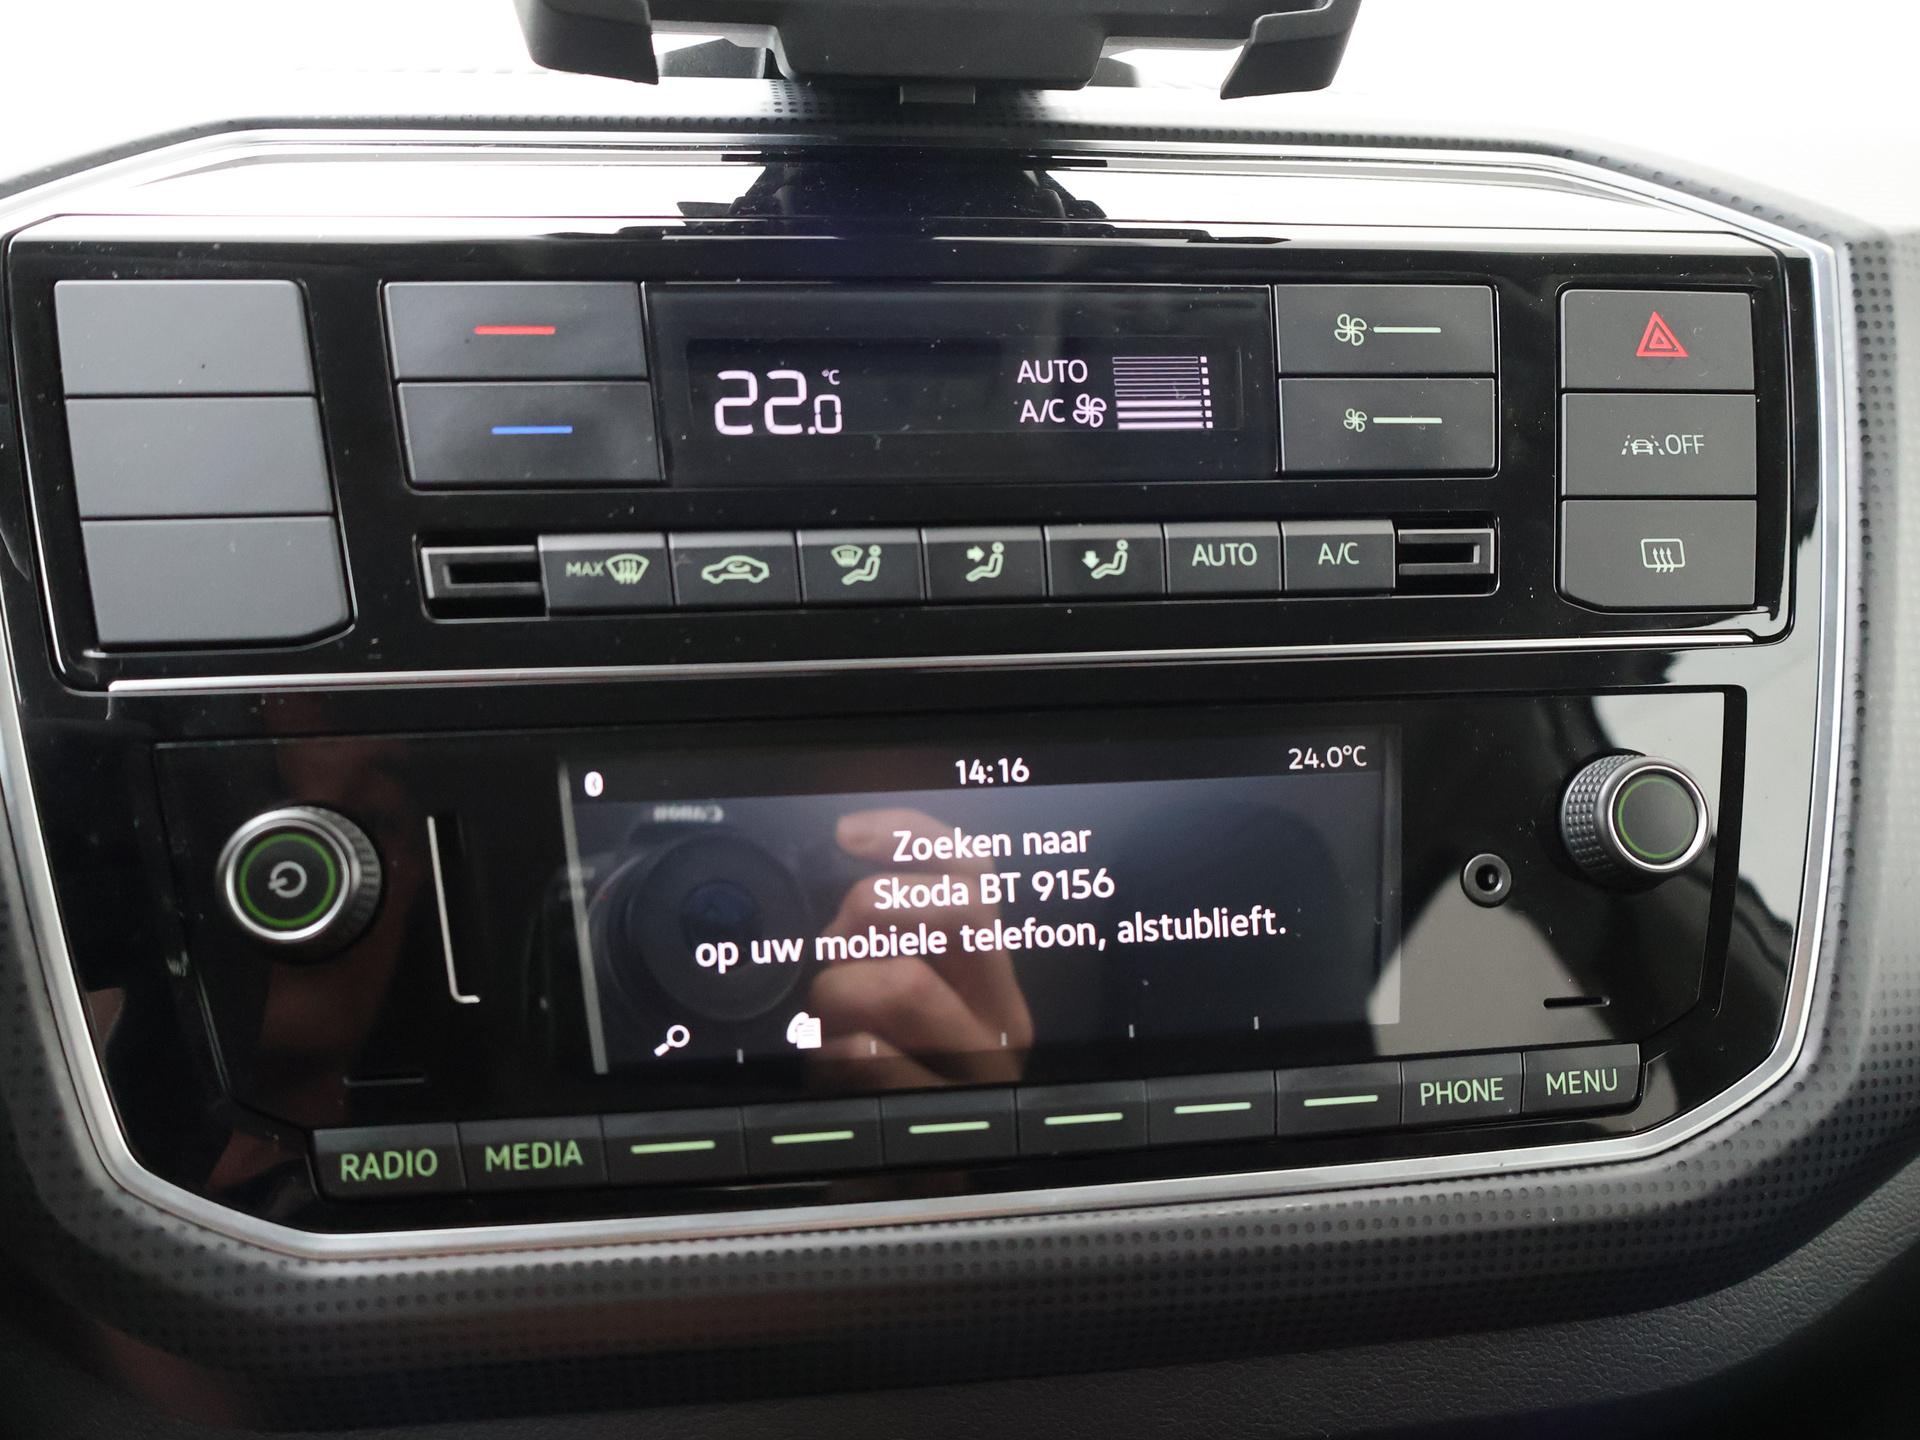 22.0 °C
AUTO
A/C
OFF
MAX
AUTO
A/C
14:16
24.0°C
Canon
Zoeken naar
Skoda BT 9156
op uw mobiele telefoon, alstublieft.
RADIO
MEDIA
PHONE
MENU